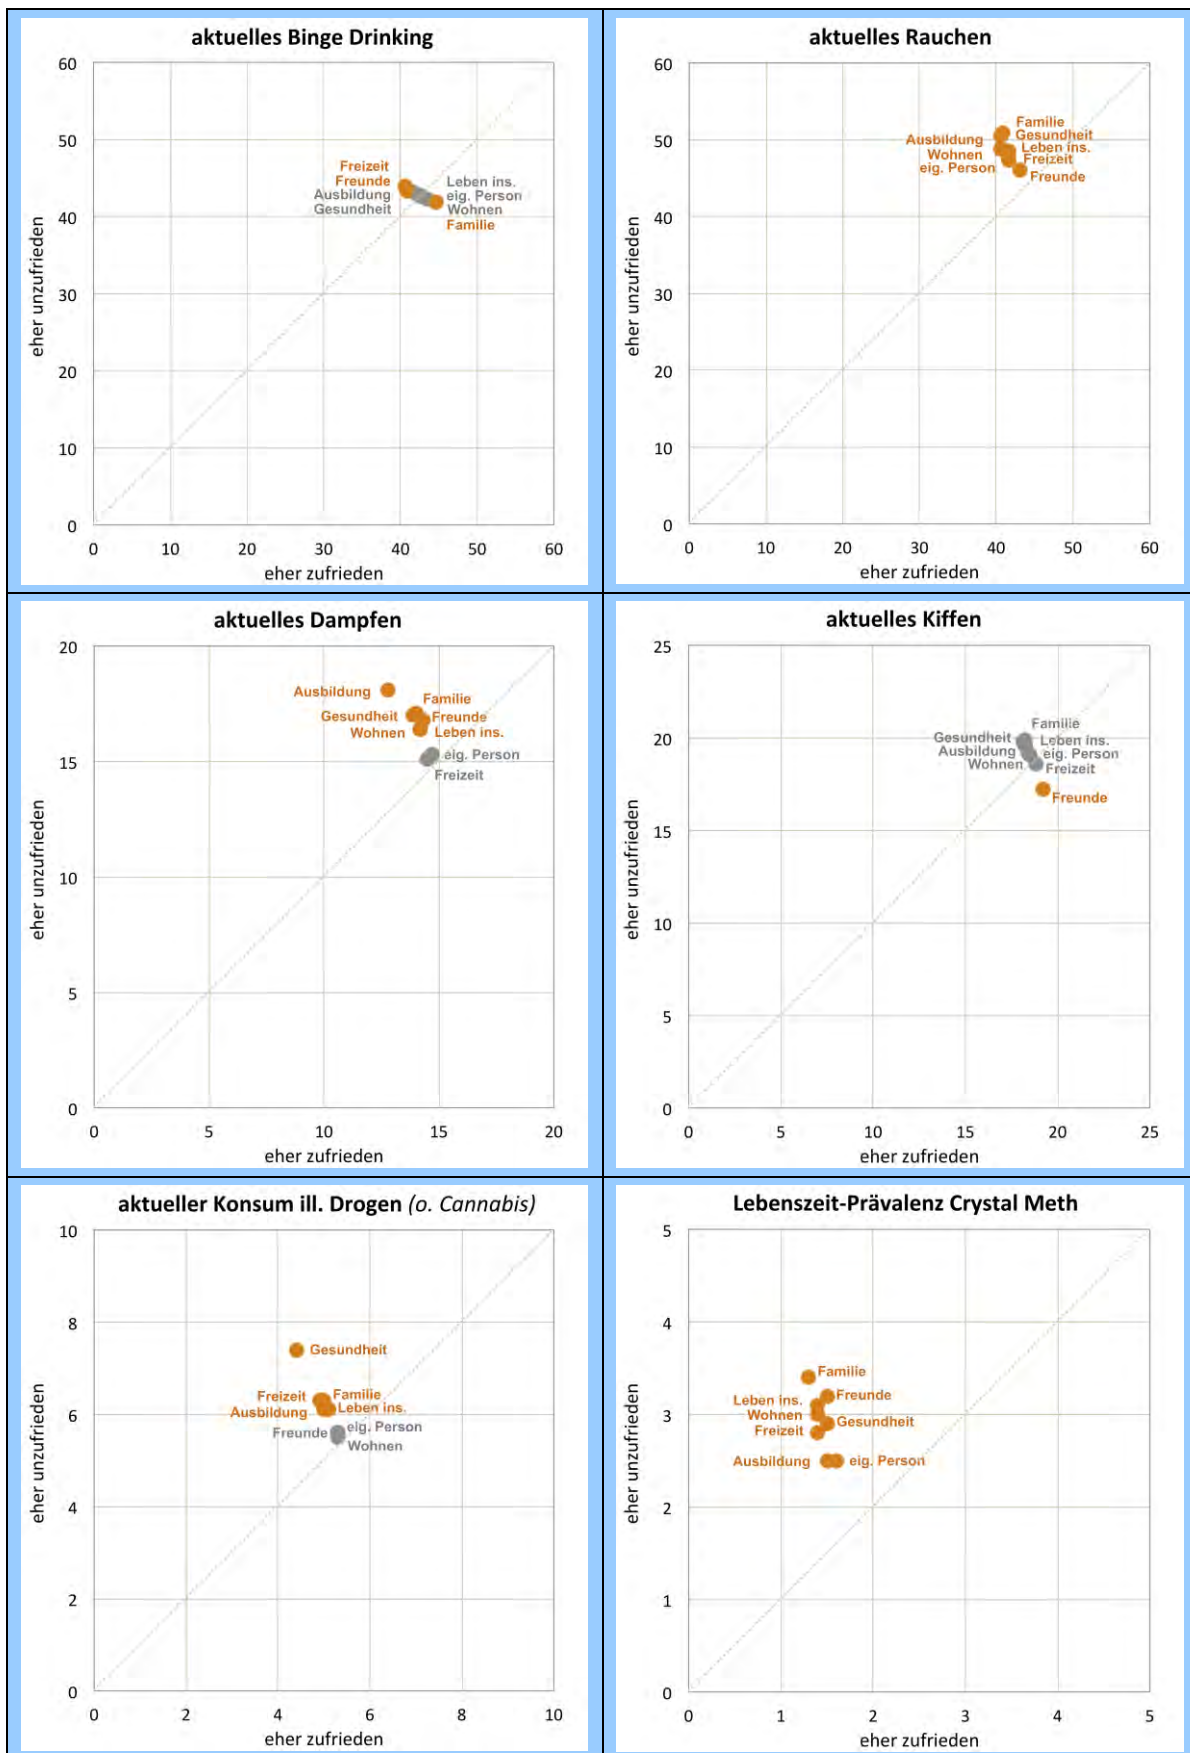 aktuelles Binge Drinking
60
50
40
30
20
10
0
0 10 20 30 40 50 60
eher unzufrieden
eher zufrieden
Freizeit
Freunde
Ausbildung
Gesundheit
Leben ins.
eig. Person
Wohnen
Familie
aktuelles Rauchen
60
50
40
30
20
10
0
0 10 20 30 40 50 60
eher unzufrieden
eher zufrieden
Ausbildung
Wohnen
eig. Person
Familie
Gesundheit
Leben ins.
Freizeit
Freunde
aktuelles Dampfen
20
15
10
5
0
0 5 10 15 20
eher unzufrieden
eher zufrieden
Ausbildung
Gesundheit
Wohnen
Familie
Freunde
Leben ins.
eig. Person
Freizeit
aktuelles Kiffen
25
20
15
10
5
0
0 5 10 15 20 25
eher unzufrieden
eher zufrieden
Gesundheit
Ausbildung
Wohnen
Familie
Leben ins.
eig. Person
Freizeit
Freunde
aktueller Konsum ill. Drogen (o. Cannabis)
10
8
6
4
2
0
0 2 4 6 8 10
eher unzufrieden
eher zufrieden
Gesundheit
Freizeit
Ausbildung
Freunde
Familie
Leben ins.
eig. Person
Wohnen
Lebenszeit-Prävalenz Crystal Meth
5
4
3
2
1
0
0 1 2 3 4 5
eher unzufrieden
eher zufrieden
Familie
Leben ins.
Wohnen
Freizeit
Freunde
Gesundheit
Ausbildung
eig. Person